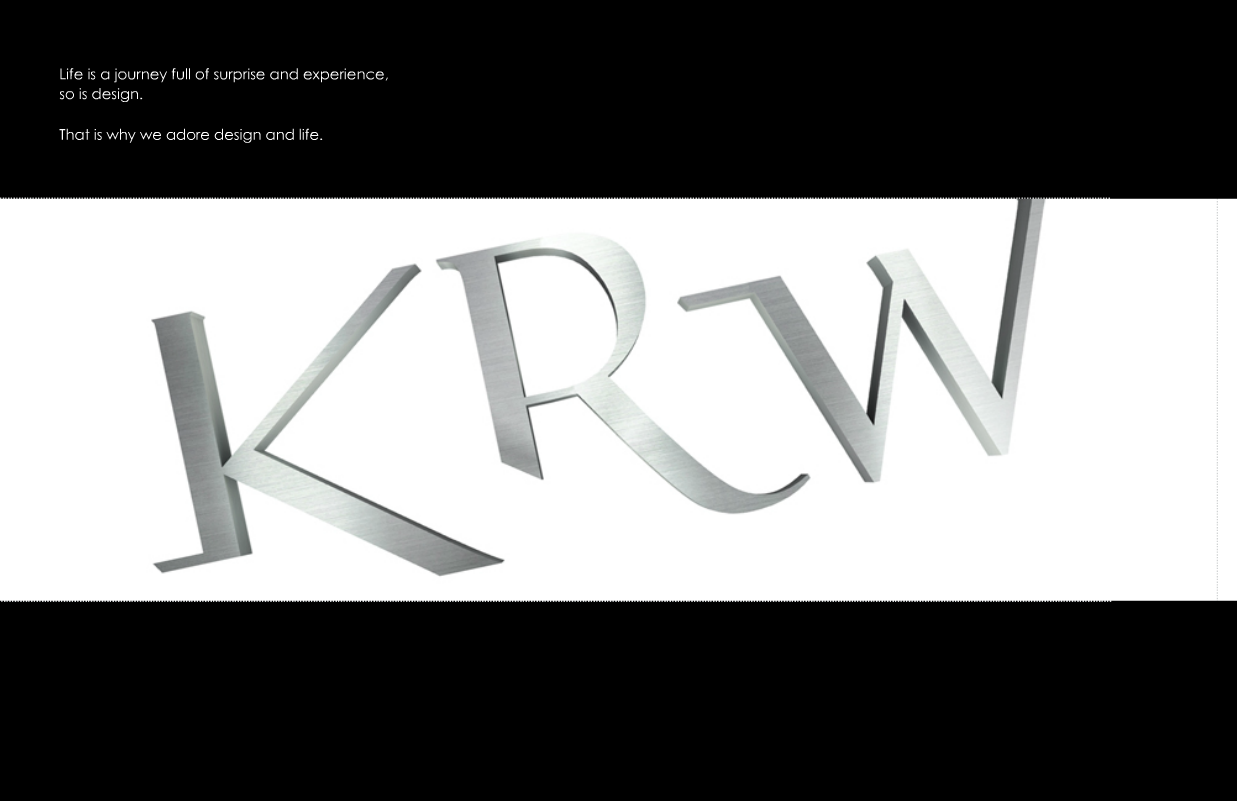 Life is a journey full of surprise and experience,
so is design.
That is why we adore design and life.
KRW